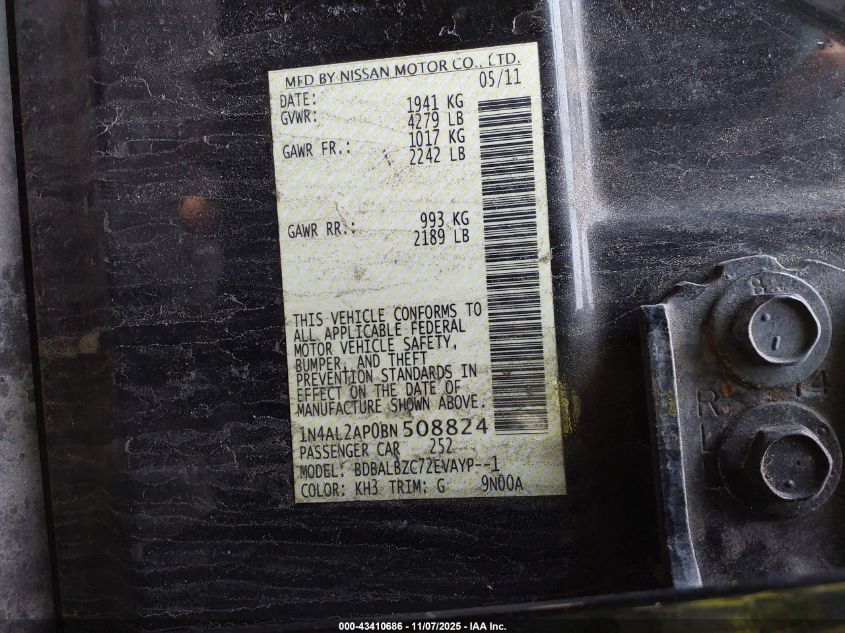 MFD BY NISSAN MOTOR CO., LTD.
DATE: 05/11
GVWR: 1941 KG
4279 LB
GAWR FR.: 1017 KG
2242 LB
GAWR RR.: 993 KG
2189 LB
THIS VEHICLE CONFORMS TO
ALL APPLICABLE FEDERAL
MOTOR VEHICLE SAFETY,
BUMPER, AND THEFT
PREVENTION STANDARDS IN
EFFECT ON THE DATE OF
MANUFACTURE SHOWN ABOVE.
1N4AL2AP0BN508824
PASSENGER CAR 252
MODEL: BDBALBZC72EVAYP--1
COLOR: KH3 TRIM: G 9N00A
8
4
R
L
000-43410686 - 11/07/2025 - IAA Inc.